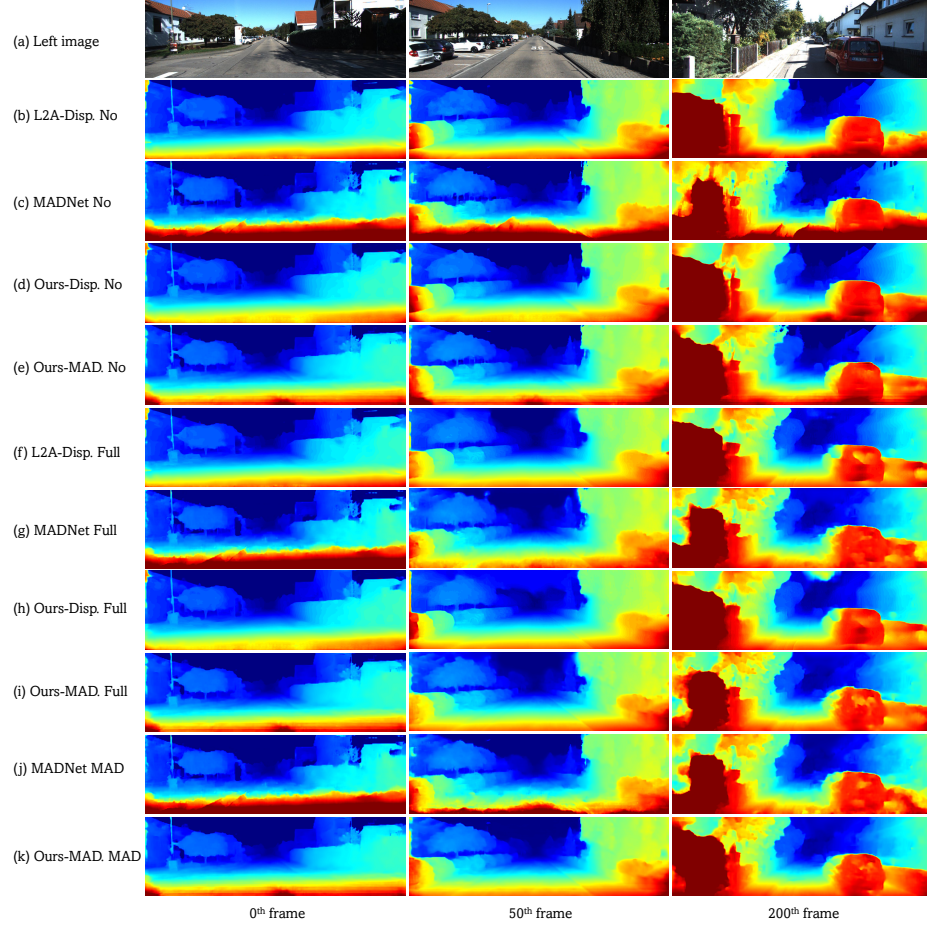 (a) Left image
(b) L2A-Disp. No
(c) MADNet No
(d) Ours-Disp. No
(e) Ours-MAD. No
(f) L2A-Disp. Full
(g) MADNet Full
(h) Ours-Disp. Full
(i) Ours-MAD. Full
(j) MADNet MAD
(k) Ours-MAD. MAD
0th frame 50th frame 200th frame